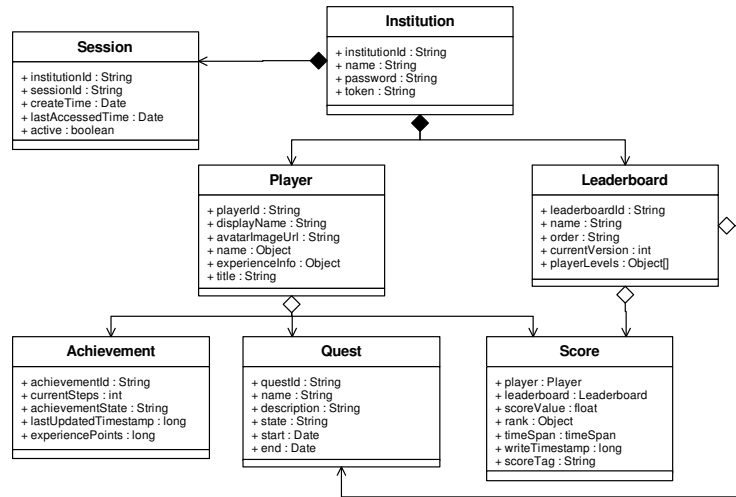 Institution
+ institutionId : String
+ name : String
+ password : String
+ token : String
Session
+ institutionId : String
+ sessionId : String
+ createTime : Date
+ lastAccessedTime : Date
+ active : boolean
Player
+ playerId : String
+ displayName : String
+ avatarImageUrl : String
+ name : Object
+ experienceInfo : Object
+ title : String
Leaderboard
+ leaderboardId : String
+ name : String
+ order : String
+ currentVersion : int
+ playerLevels : Object[]
Achievement
+ achievementId : String
+ currentSteps : int
+ achievementState : String
+ lastUpdatedTimestamp : long
+ experiencePoints : long
Quest
+ questId : String
+ name : String
+ description : String
+ state : String
+ start : Date
+ end : Date
Score
+ player : Player
+ leaderboard : Leaderboard
+ scoreValue : float
+ rank : Object
+ timeSpan : timeSpan
+ writeTimestamp : long
+ scoreTag : String